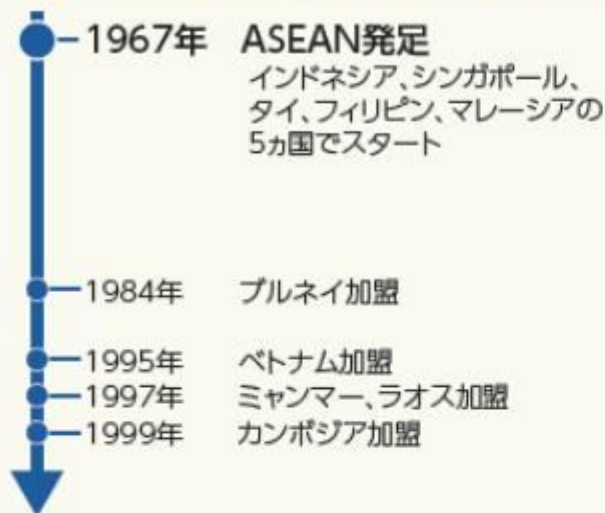 1967年 ASEAN発足
インドネシア、シンガポール、
タイ、フィリピン、マレーシアの
5ヵ国でスタート
1984年 ブルネイ加盟
1995年 ベトナム加盟
1997年 ミャンマー、ラオス加盟
1999年 カンボジア加盟